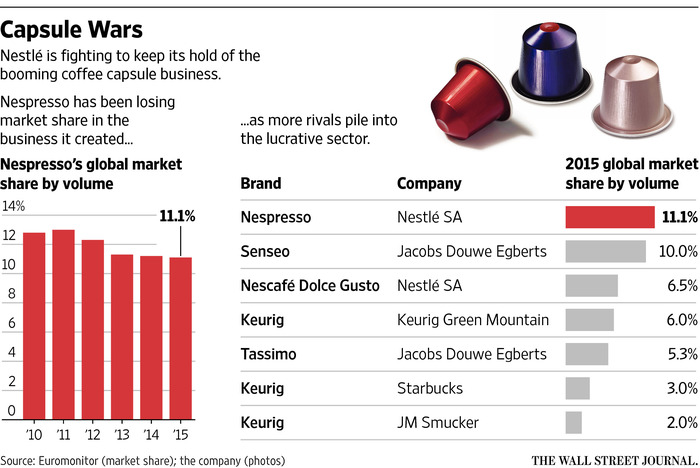 Capsule Wars
Nestlé is fighting to keep its hold of the
booming coffee capsule business.
Nespresso has been losing
market share in the
business it created...
...as more rivals pile into
the lucrative sector.
Nespresso’s global market
share by volume
14%
12
10
8
6
4
2
0
11.1%
’10 ’11 ’12 ’13 ’14 ’15
2015 global market
Brand Company share by volume
Nespresso Nestlé SA 11.1%
Senseo Jacobs Douwe Egberts 10.0%
Nescafé Dolce Gusto Nestlé SA 6.5%
Keurig Keurig Green Mountain 6.0%
Tassimo Jacobs Douwe Egberts 5.3%
Keurig Starbucks 3.0%
Keurig JM Smucker 2.0%
Source: Euromonitor (market share); the company (photos)
THE WALL STREET JOURNAL.